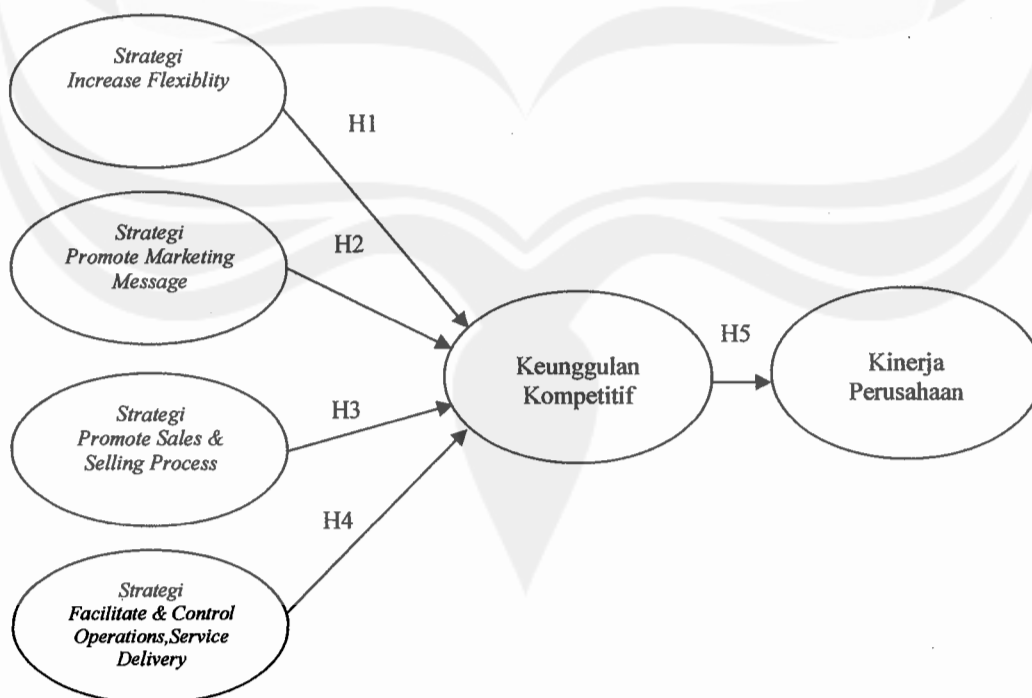 Strategi
Increase Flexiblity
H1
Strategi
Promote Marketing
Message
H2
Strategi
Promote Sales &
Selling Process
H3
Strategi
Facilitate & Control
Operations,Service
Delivery
H4
Keunggulan
Kompetitif
H5
Kinerja
Perusahaan